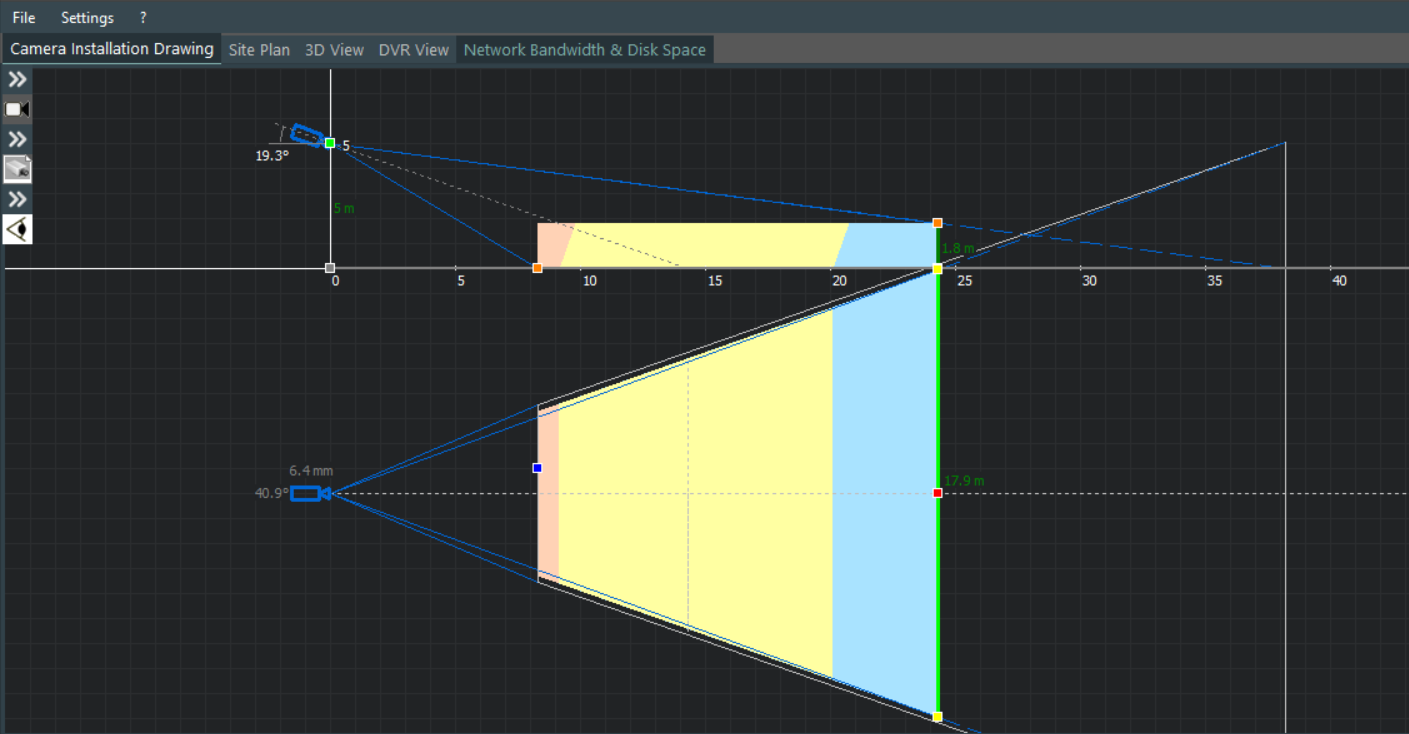 File Settings ?
Camera Installation Drawing Site Plan 3D View DVR View Network Bandwidth & Disk Space
5
19.3°
5 m
1.8 m
0 5 10 15 20 25 30 35 40
6.4 mm
17.9 m
40.9°